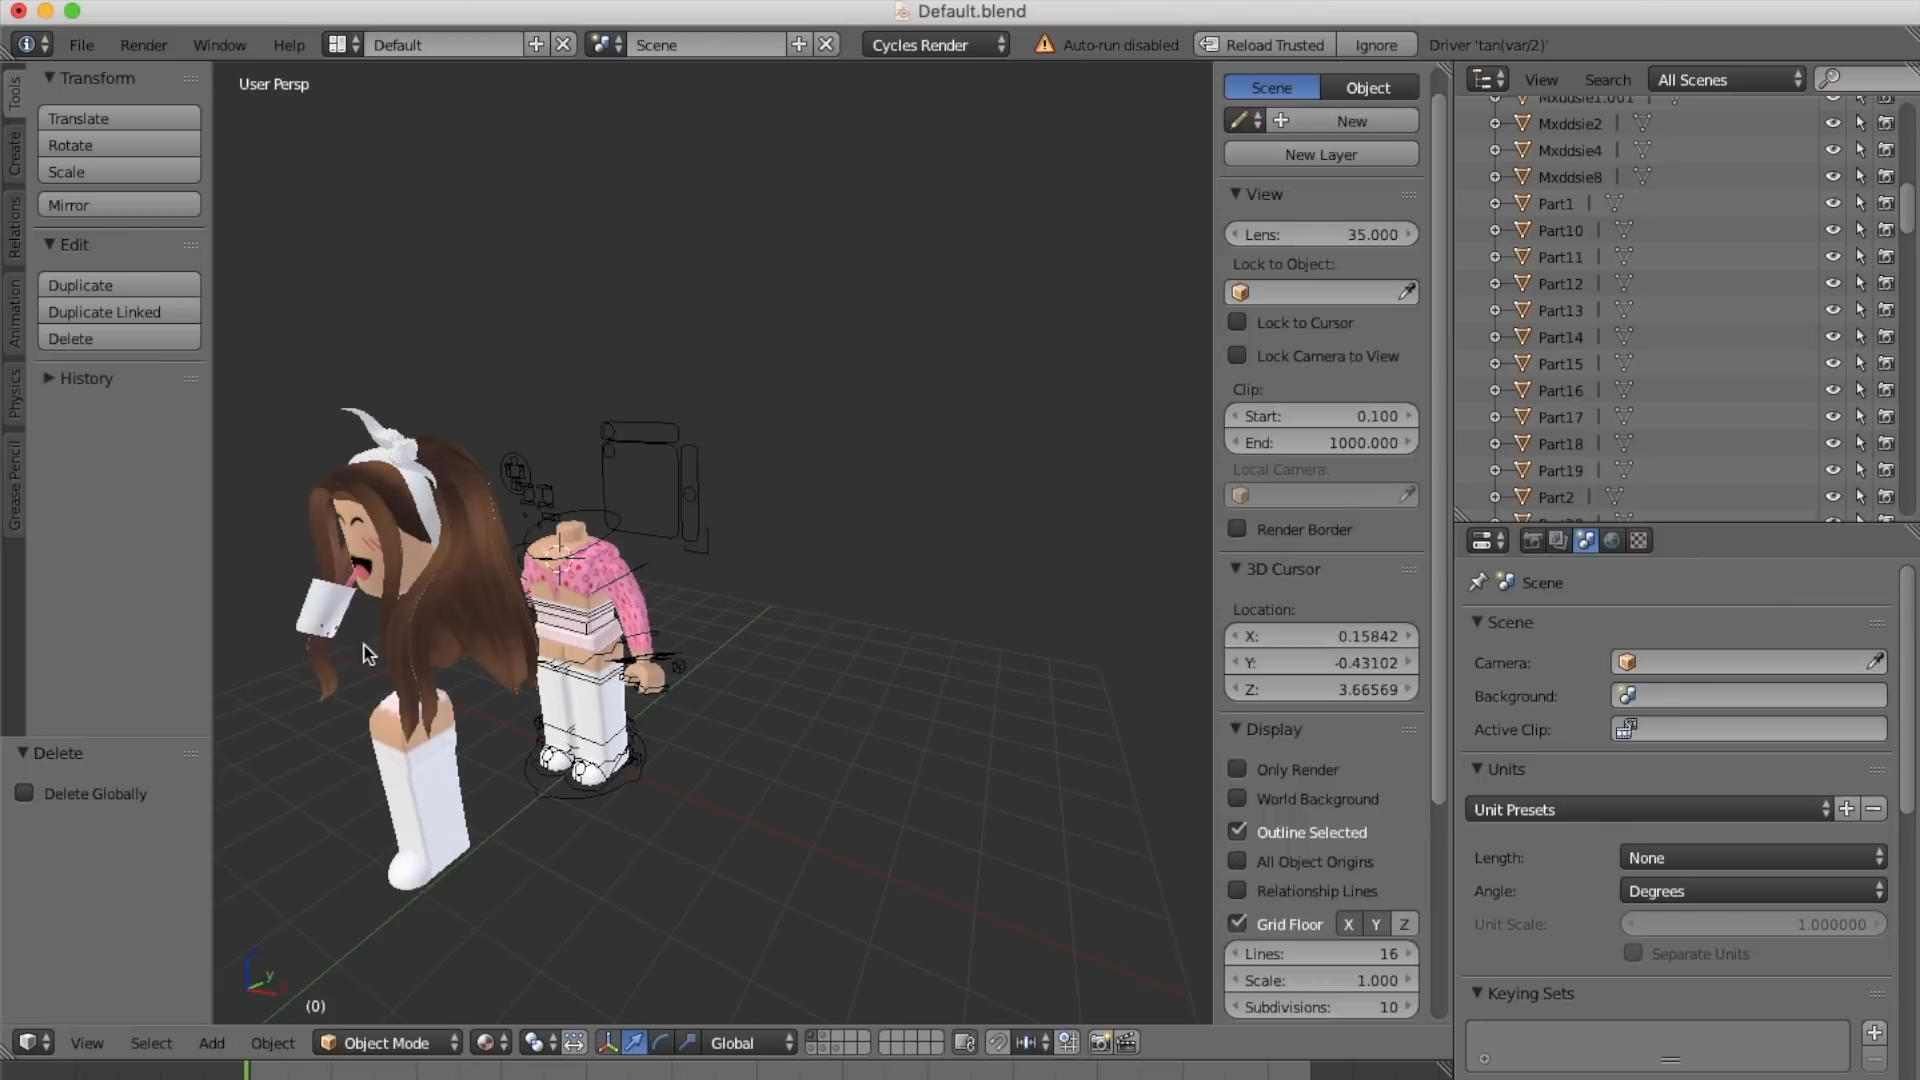 Default.blend
File
Render
Window
Help
Default
Scene
Cycles Render
Auto-run disabled
Reload Trusted
Ignore
Driver 'tan(var/2)'
Tools
Create
Relations
Animation
Physics
Grease Pencil
Transform
Translate
Rotate
Scale
Mirror
Edit
Duplicate
Duplicate Linked
Delete
History
Delete
Delete Globally
User Persp
y
(0)
Scene
Object
New
New Layer
View
Lens: 35.000
Lock to Object:
Lock to Cursor
Lock Camera to View
Clip:
Start: 0.100
End: 1000.000
Local Camera:
Render Border
3D Cursor
Location:
X: 0.15842
Y: -0.43102
Z: 3.66569
Display
Only Render
World Background
Outline Selected
All Object Origins
Relationship Lines
Grid Floor X Y Z
Lines: 16
Scale: 1.000
Subdivisions: 10
View
Search
All Scenes
Mxddsie1.001
Mxddsie2
Mxddsie4
Mxddsie8
Part1
Part10
Part11
Part12
Part13
Part14
Part15
Part16
Part17
Part18
Part19
Part2
Scene
Scene
Camera:
Background:
Active Clip:
Units
Unit Presets
Length: None
Angle: Degrees
Unit Scale: 1.000000
Separate Units
Keying Sets
View
Select
Add
Object
Object Mode
Global